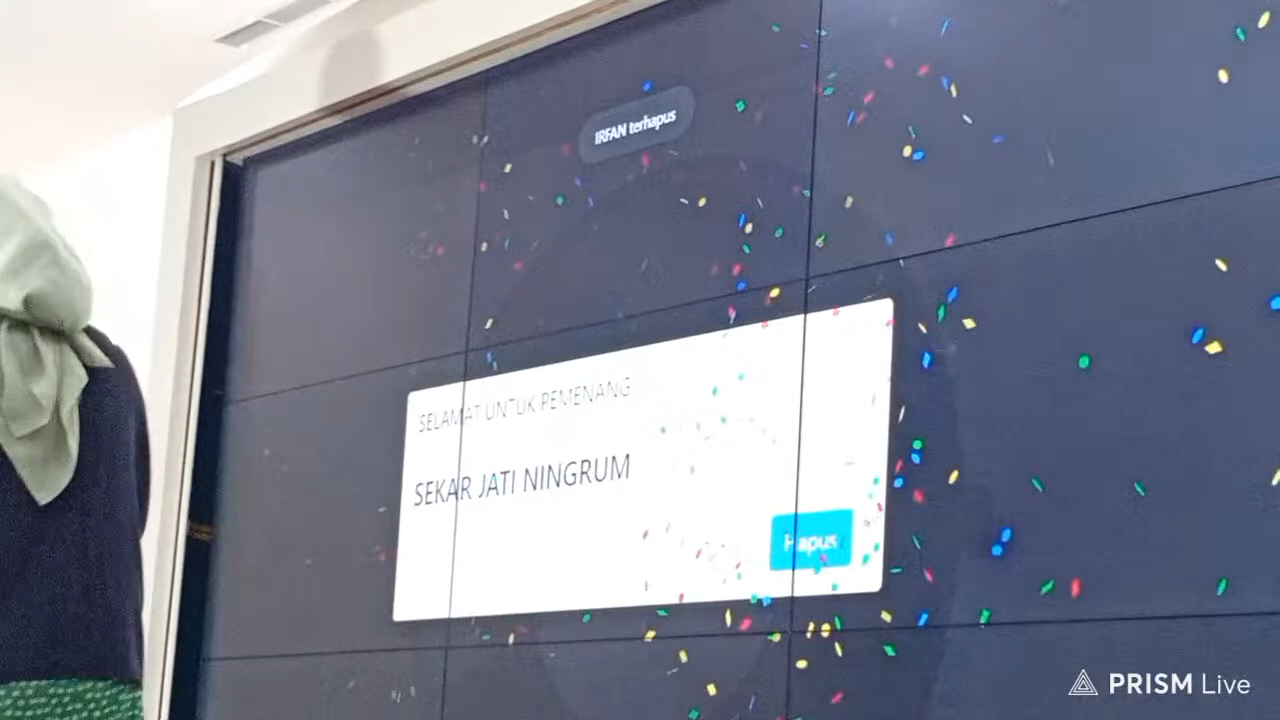 IRFAN terhapus
SELAMAT UNTUK PEMENANG
SEKAR JATI NINGRUM
Hapus
PRISM Live